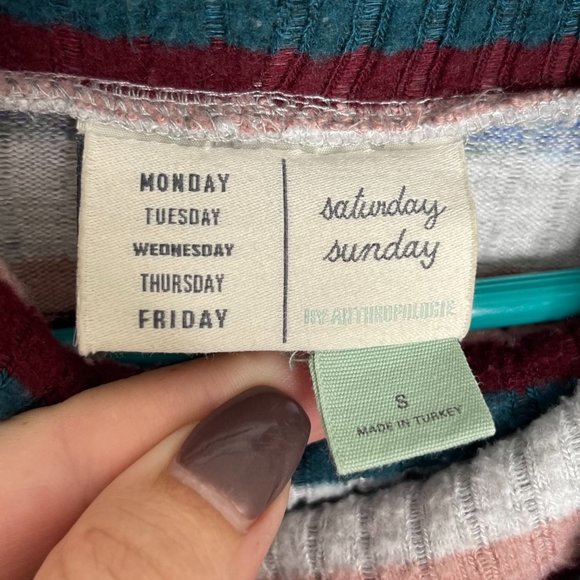 MONDAY
TUESDAY
WEDNESDAY
THURSDAY
FRIDAY
saturday
sunday
BY ANTHROPOLOGIE
S
MADE IN TURKEY